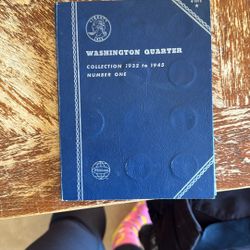 WASHINGTON QUARTER
COLLECTION 1932 to 1945
NUMBER ONE